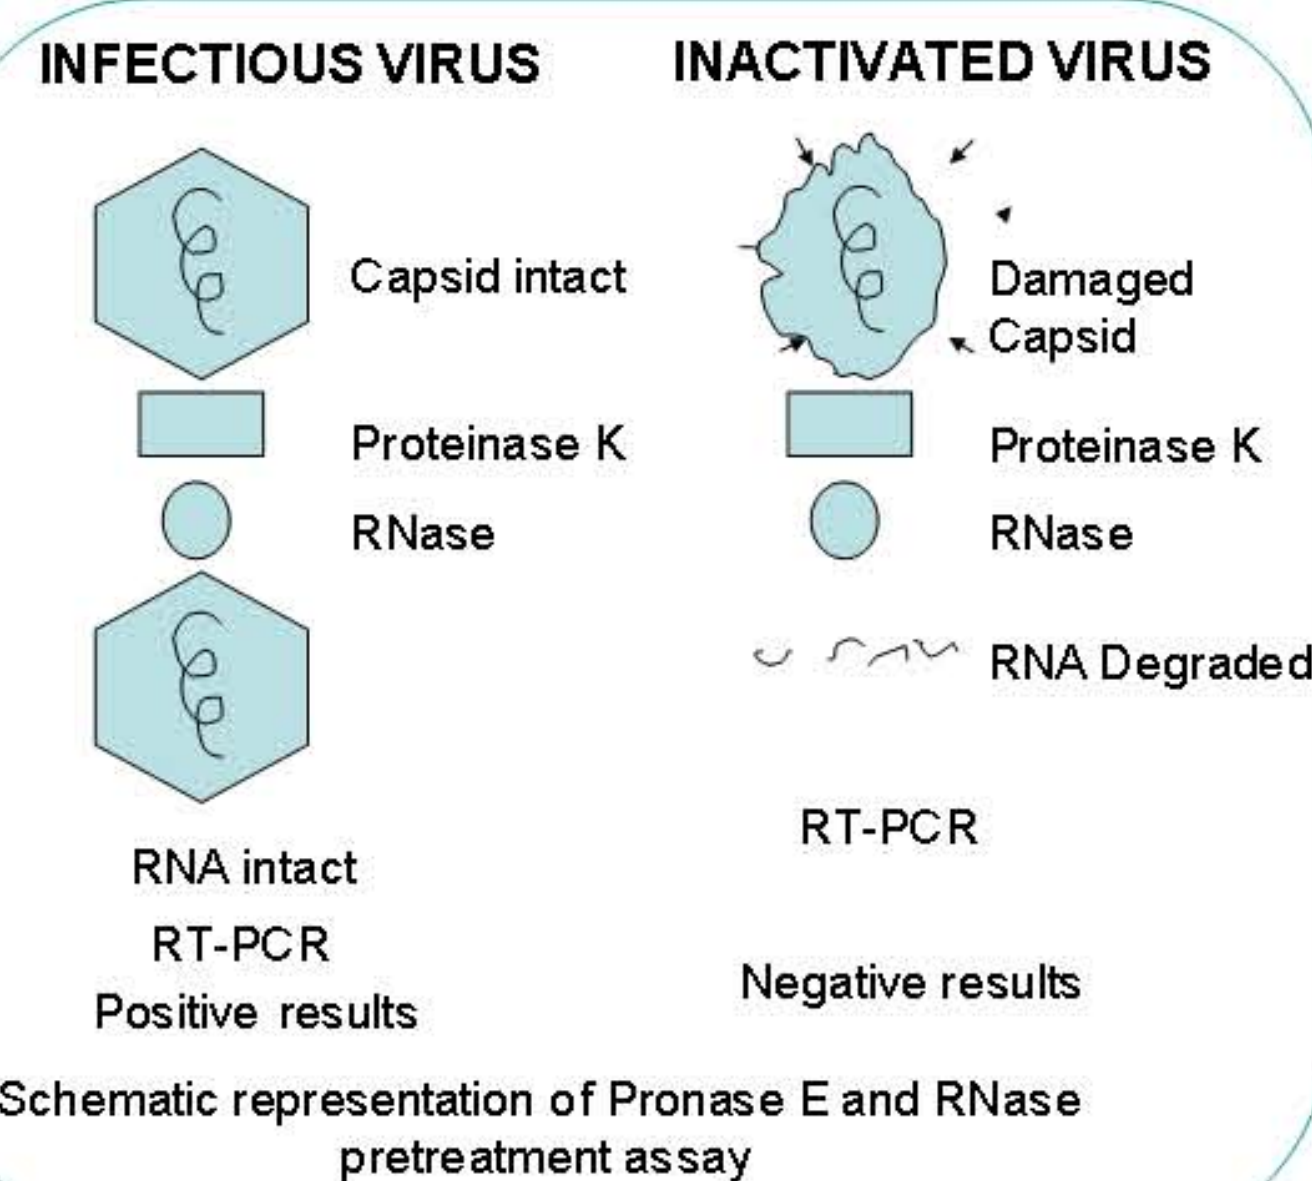 INFECTIOUS VIRUS
Capsid intact
Proteinase K
RNase
RNA intact
RT-PCR
Positive results
INACTIVATED VIRUS
Damaged
Capsid
Proteinase K
RNase
RNA Degraded
RT-PCR
Negative results
Schematic representation of Pronase E and RNase
pretreatment assay